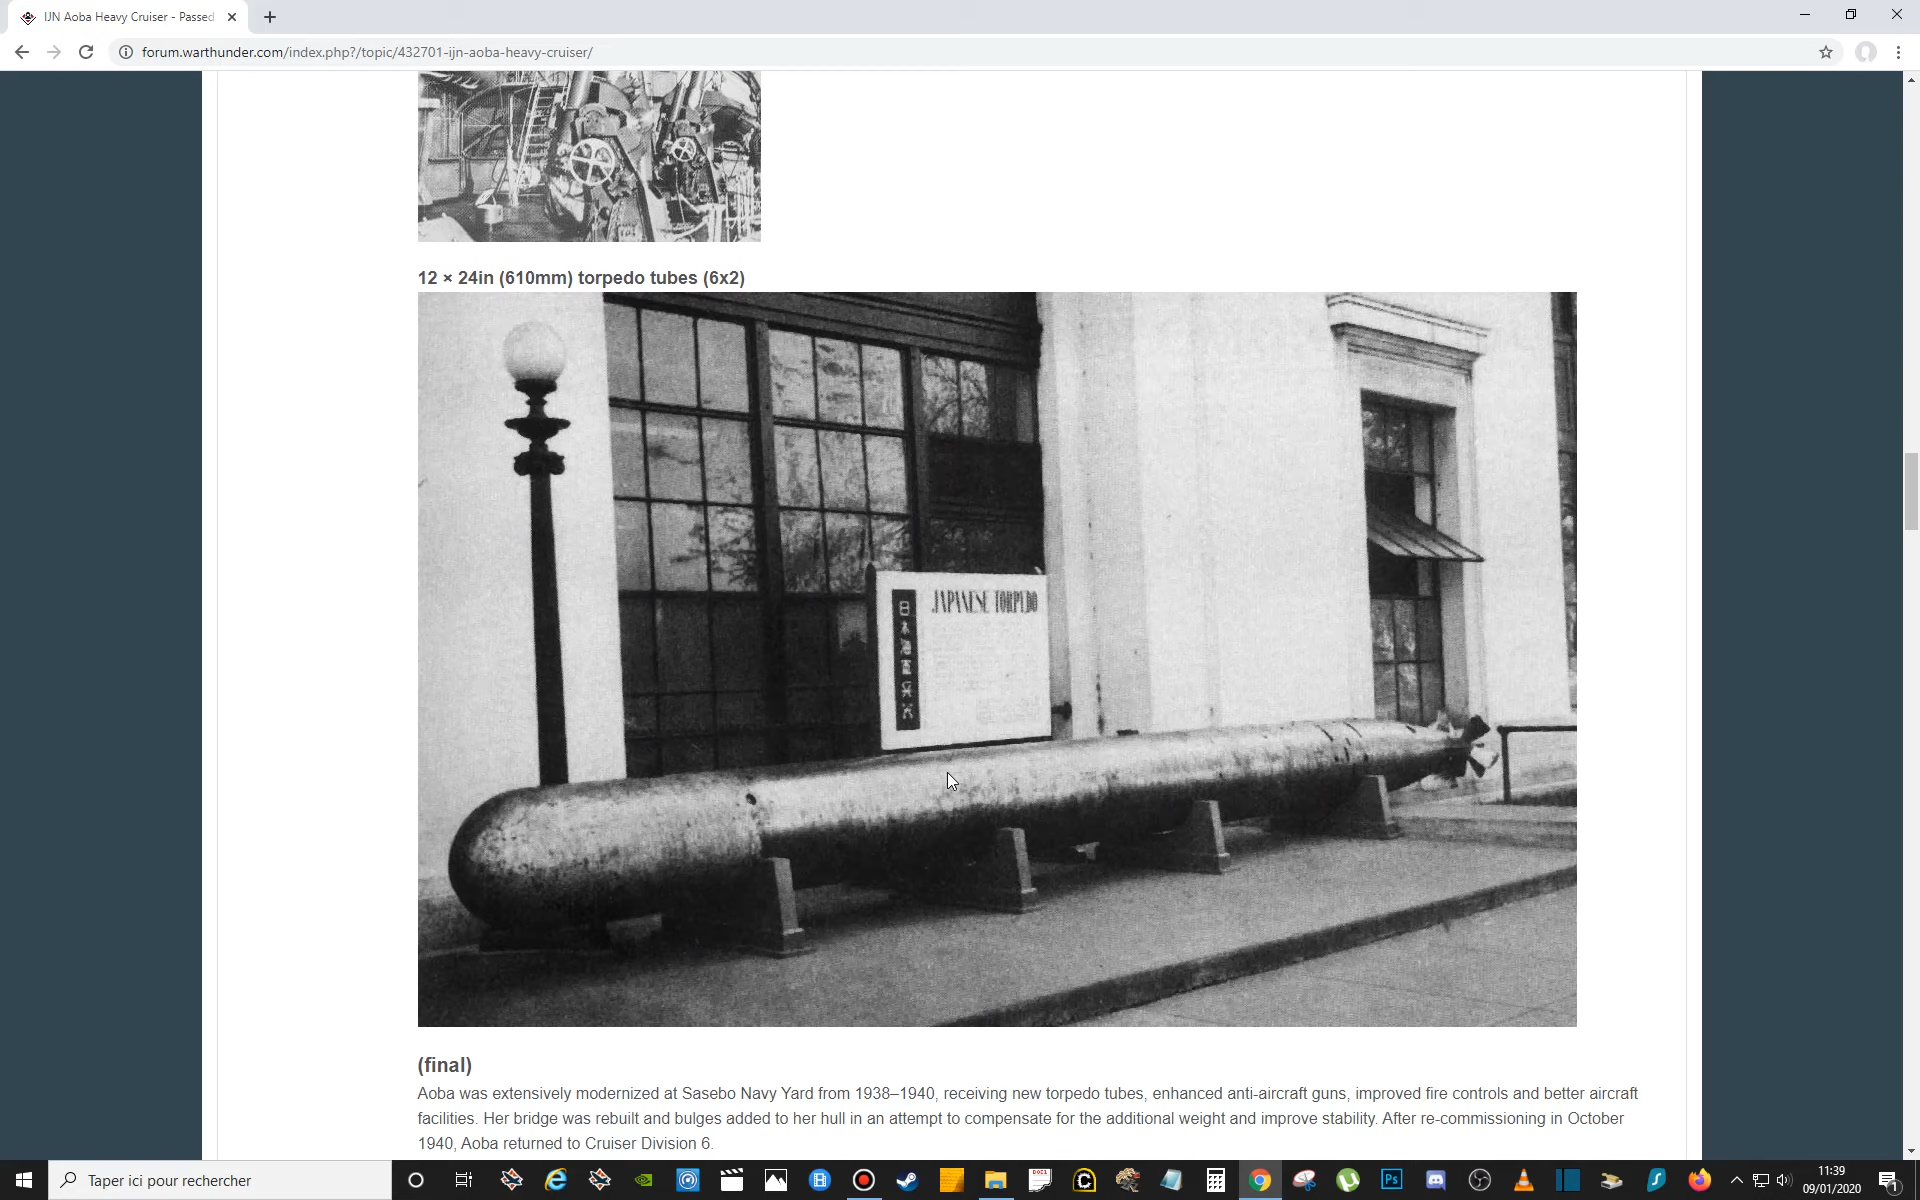 IJN Aoba Heavy Cruiser - Passed
forum.warthunder.com/index.php?/topic/432701-ijn-aoba-heavy-cruiser/
12 × 24in (610mm) torpedo tubes (6x2)
JAPANESE TORPEDO
(final)
Aoba was extensively modernized at Sasebo Navy Yard from 1938–1940, receiving new torpedo tubes, enhanced anti-aircraft guns, improved fire controls and better aircraft
facilities. Her bridge was rebuilt and bulges added to her hull in an attempt to compensate for the additional weight and improve stability. After re-commissioning in October
1940, Aoba returned to Cruiser Division 6.
Taper ici pour rechercher
11:39
09/01/2020